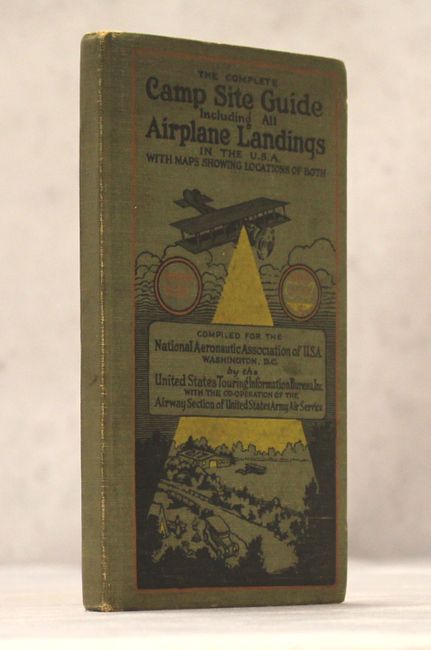 THE COMPLETE
Camp Site Guide
Including All
Airplane Landings
IN THE U.S.A.
WITH MAPS SHOWING LOCATIONS OF BOTH
COMPILED FOR THE
National Aeronautic Association of U.S.A.
WASHINGTON, D.C.
by the
United States Touring Information Bureau, Inc.
WITH THE CO-OPERATION OF THE
Airway Section of United States Army Air Service